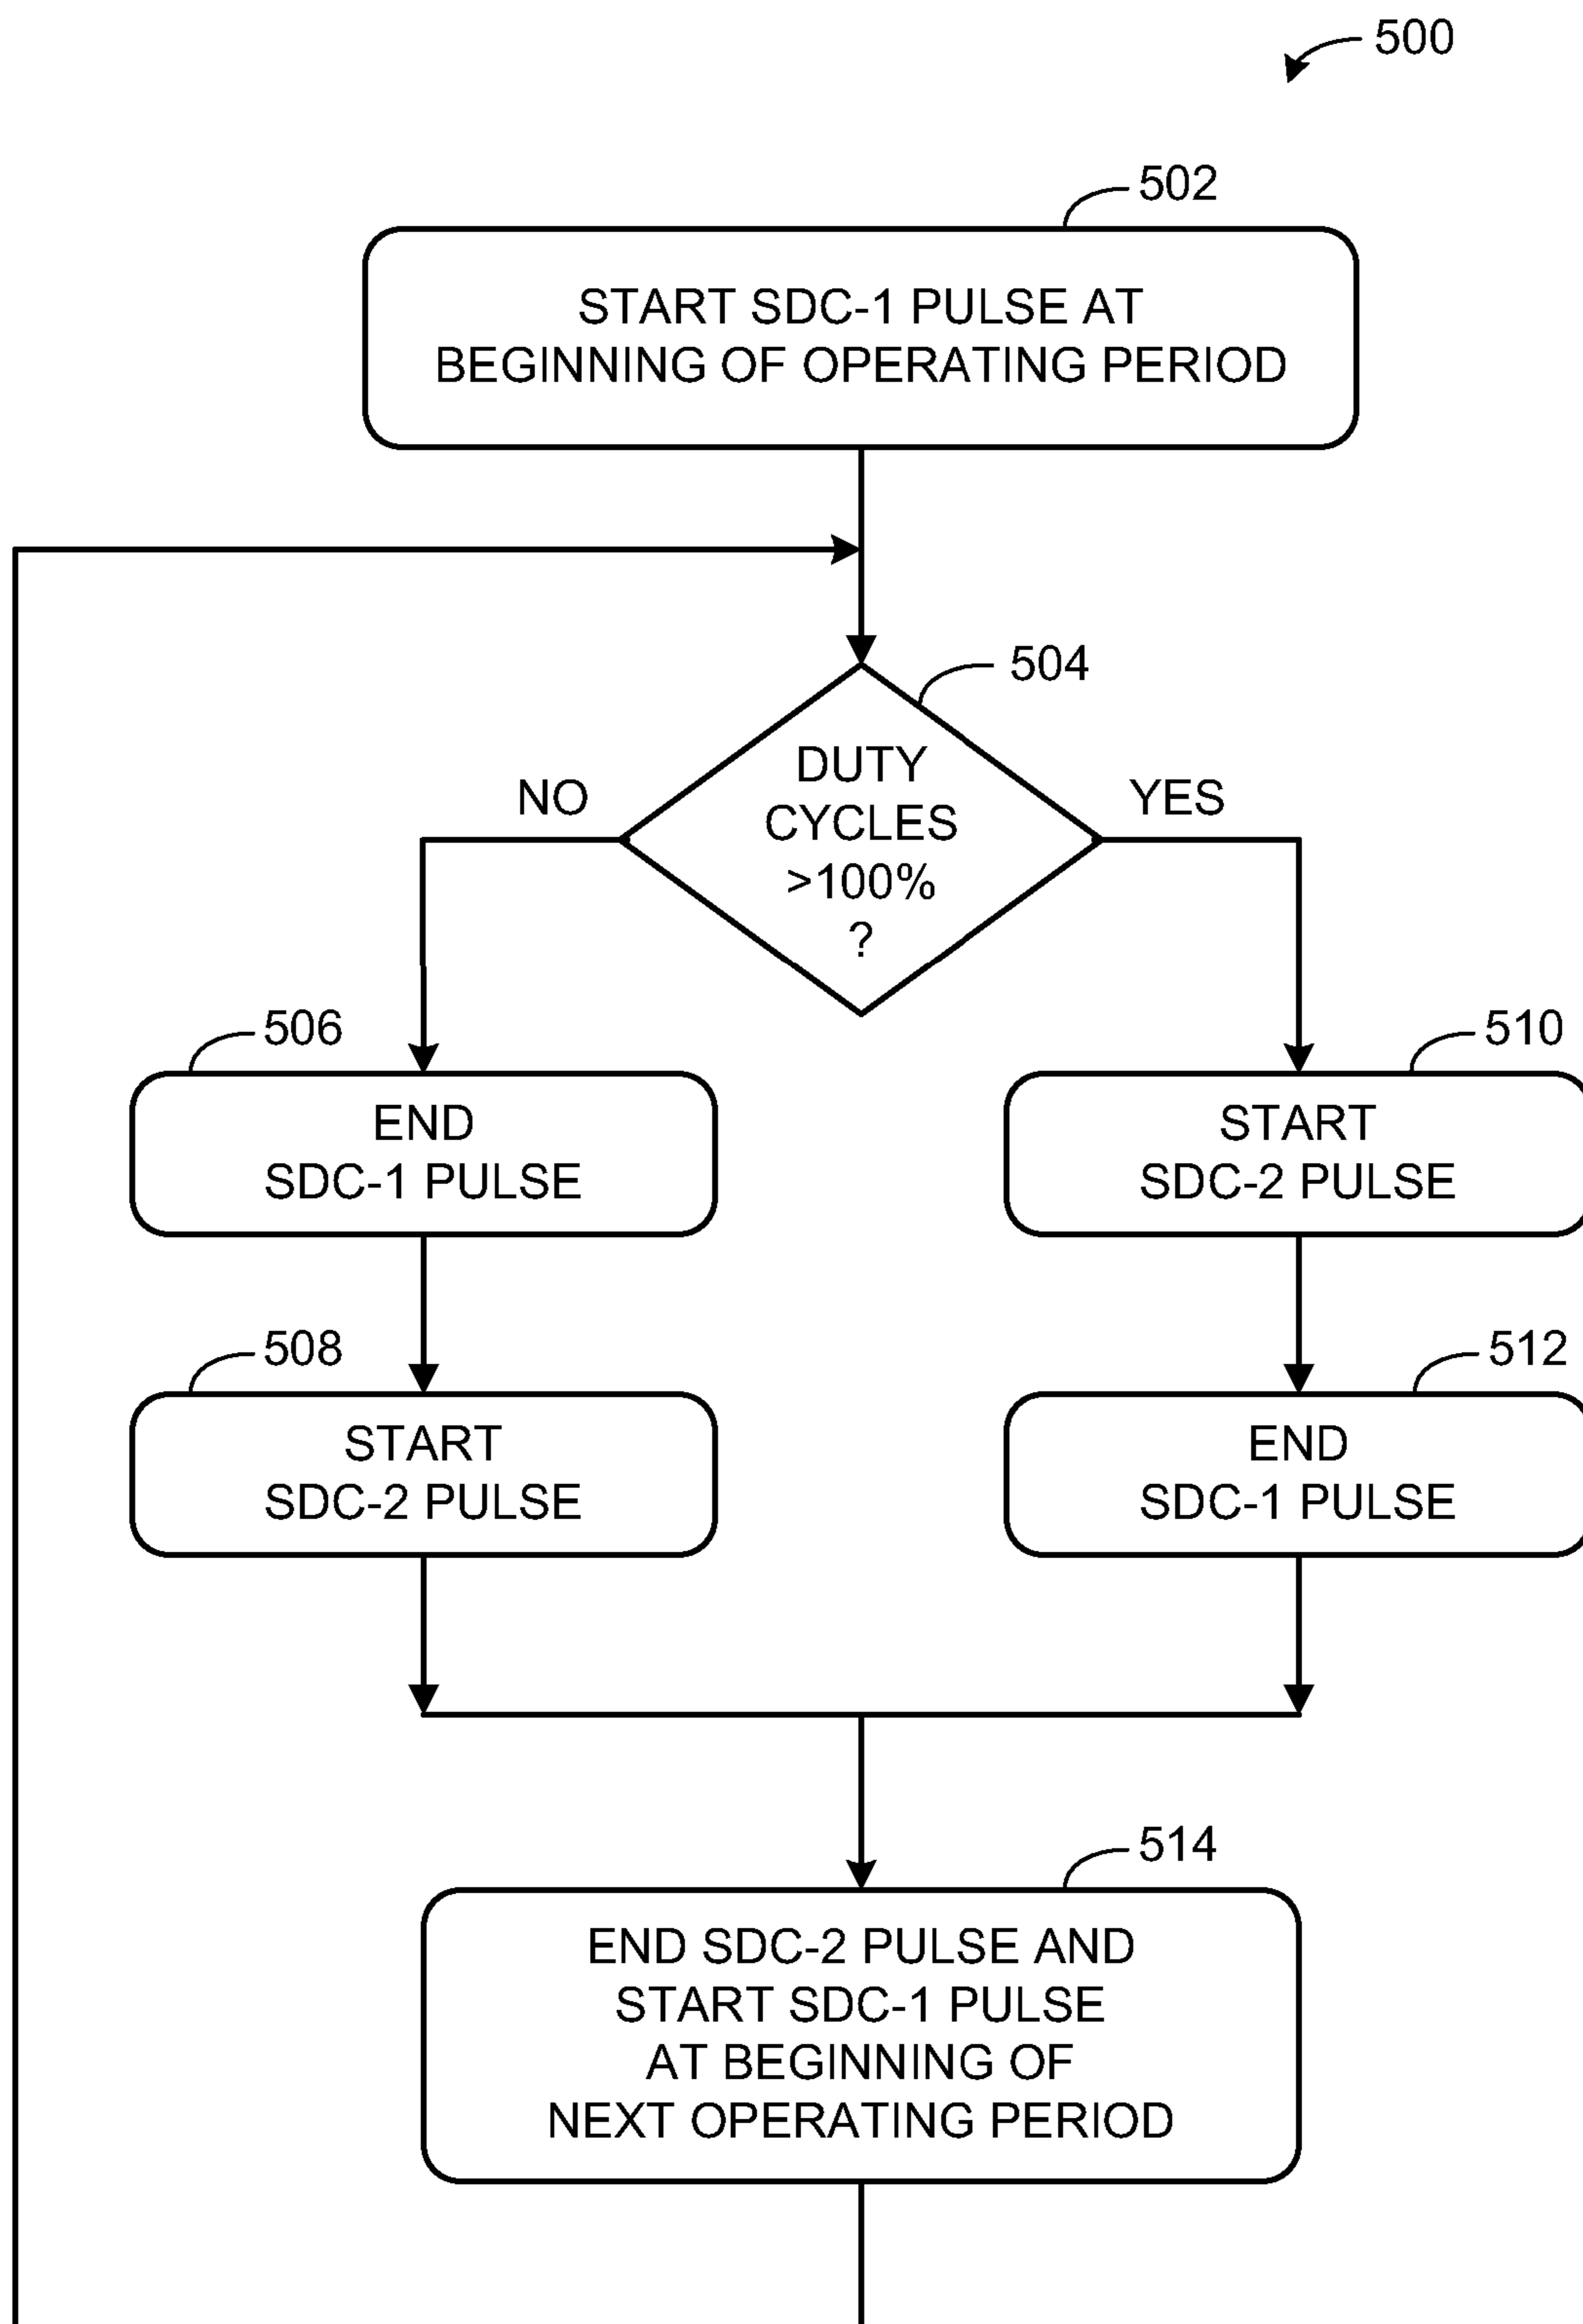 500
502
START SDC-1 PULSE AT
BEGINNING OF OPERATING PERIOD
504
DUTY
CYCLES
>100%
?
NO
YES
506
END
SDC-1 PULSE
510
START
SDC-2 PULSE
508
START
SDC-2 PULSE
512
END
SDC-1 PULSE
514
END SDC-2 PULSE AND
START SDC-1 PULSE
AT BEGINNING OF
NEXT OPERATING PERIOD